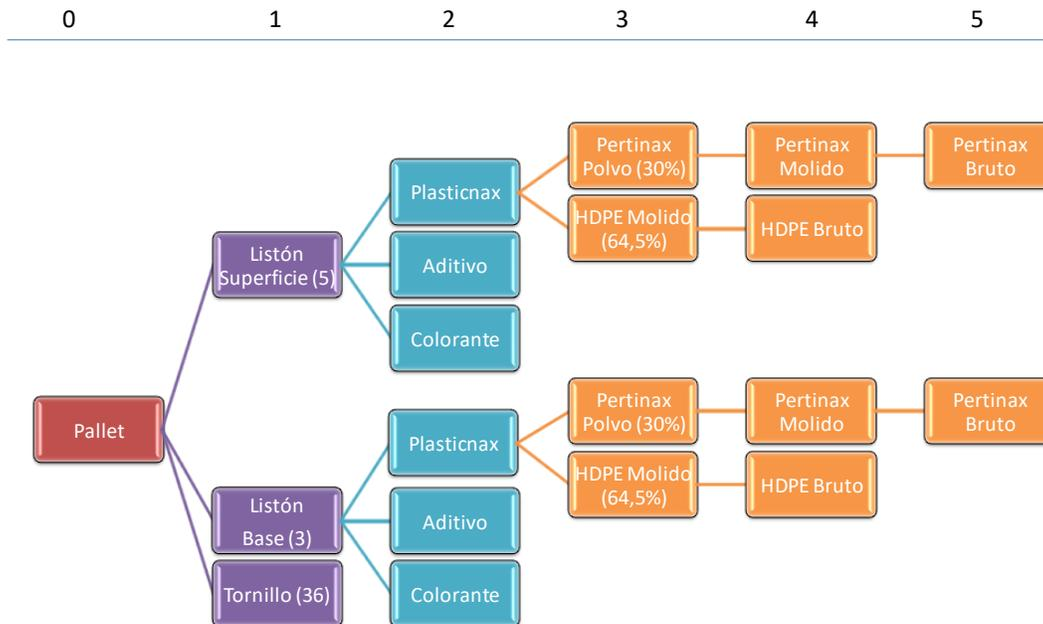 0 1 2 3 4 5
Pertinax
Polvo (30%)
Pertinax
Molido
Pertinax
Bruto
Plasticnax
HDPE Molido
(64,5%)
HDPE Bruto
Listón
Superficie (5)
Aditivo
Colorante
Pallet
Pertinax
Polvo (30%)
Pertinax
Molido
Pertinax
Bruto
Plasticnax
HDPE Molido
(64,5%)
HDPE Bruto
Listón
Base (3)
Aditivo
Tornillo (36)
Colorante